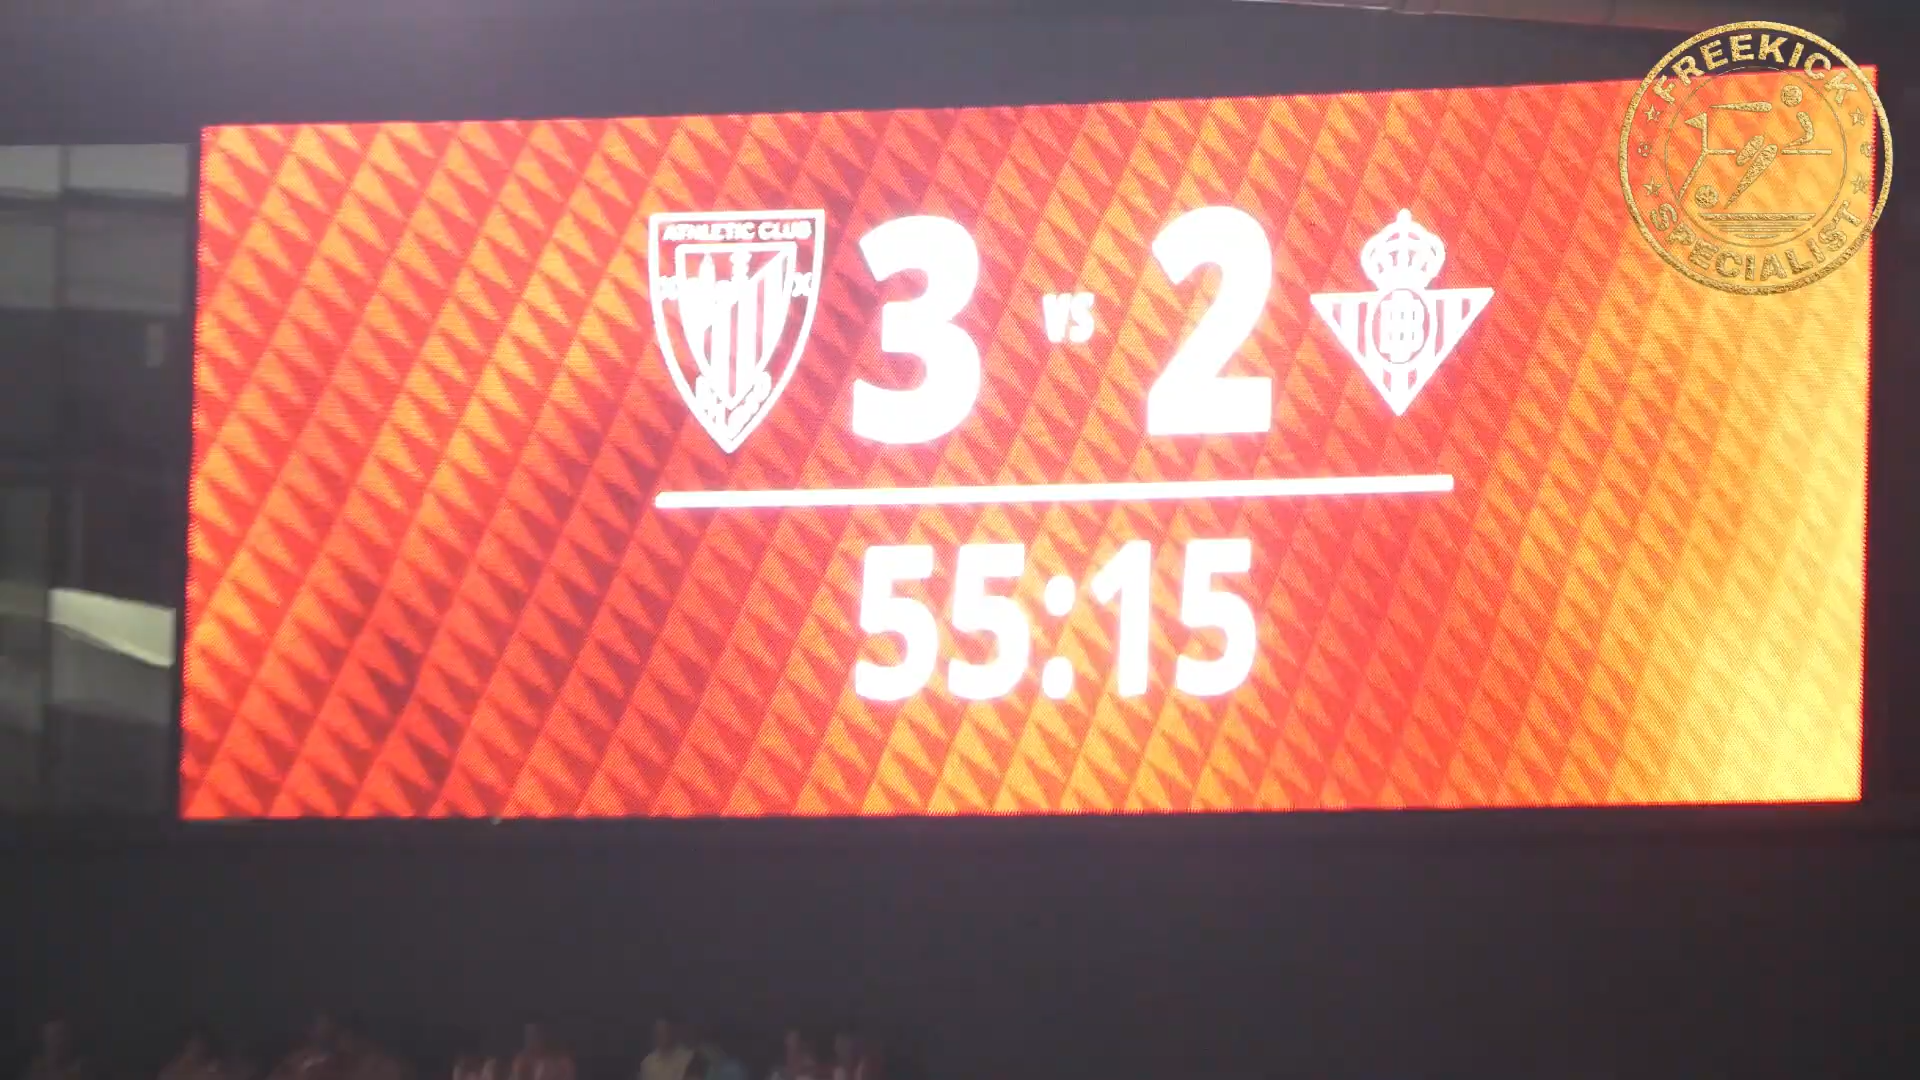 FREEKICK
SPECIALIST
ATHLETIC CLUB
3 VS 2
55:15